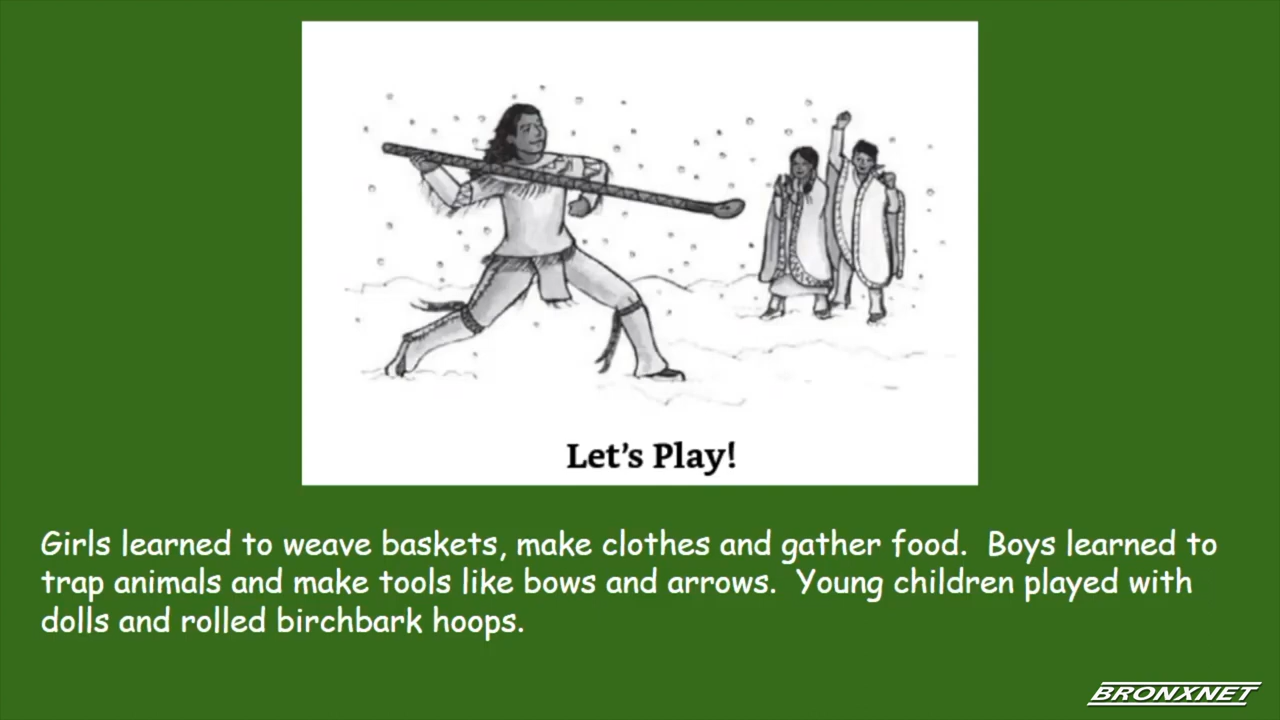 Let's Play!
Girls learned to weave baskets, make clothes and gather food.  Boys learned to
trap animals and make tools like bows and arrows.  Young children played with
dolls and rolled birchbark hoops.
BRONXNET